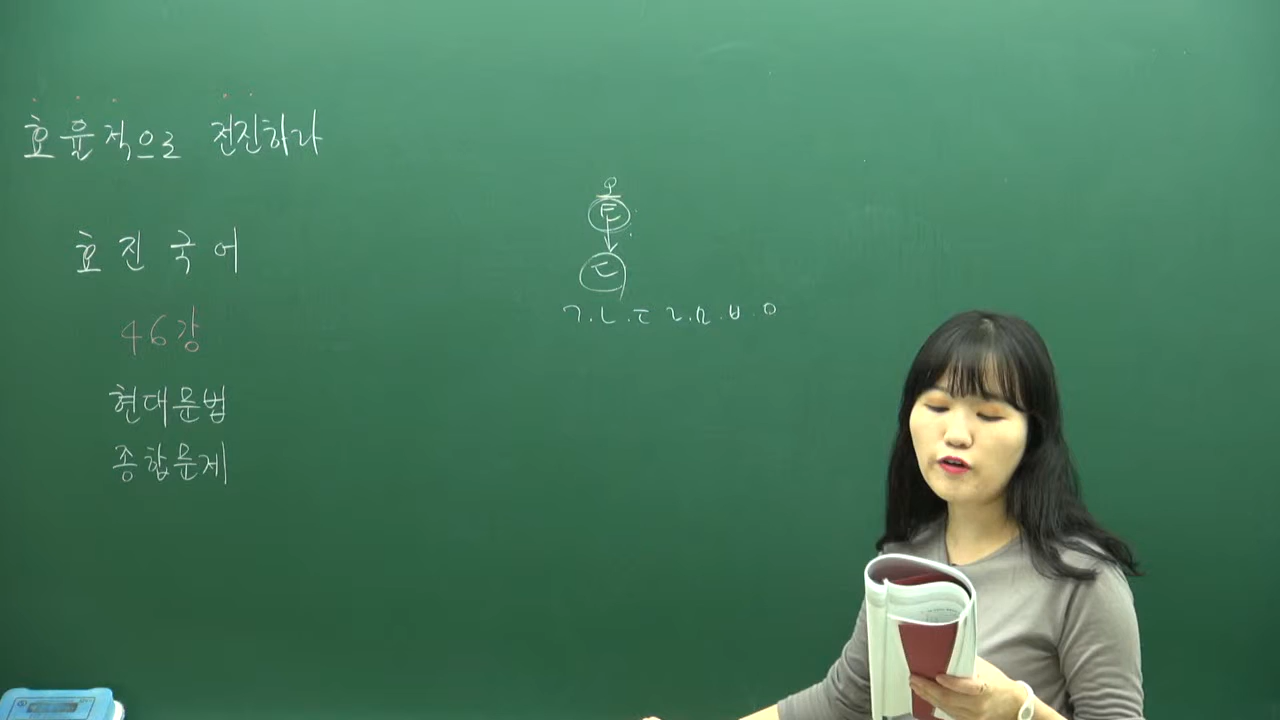 효율적으로 전진하라
효진국어
46강
현대문법
종합문제
ㅌ
ㄷ
ㄱ.ㄴ.ㄷ ㄹ.ㅁ.ㅂ.ㅇ